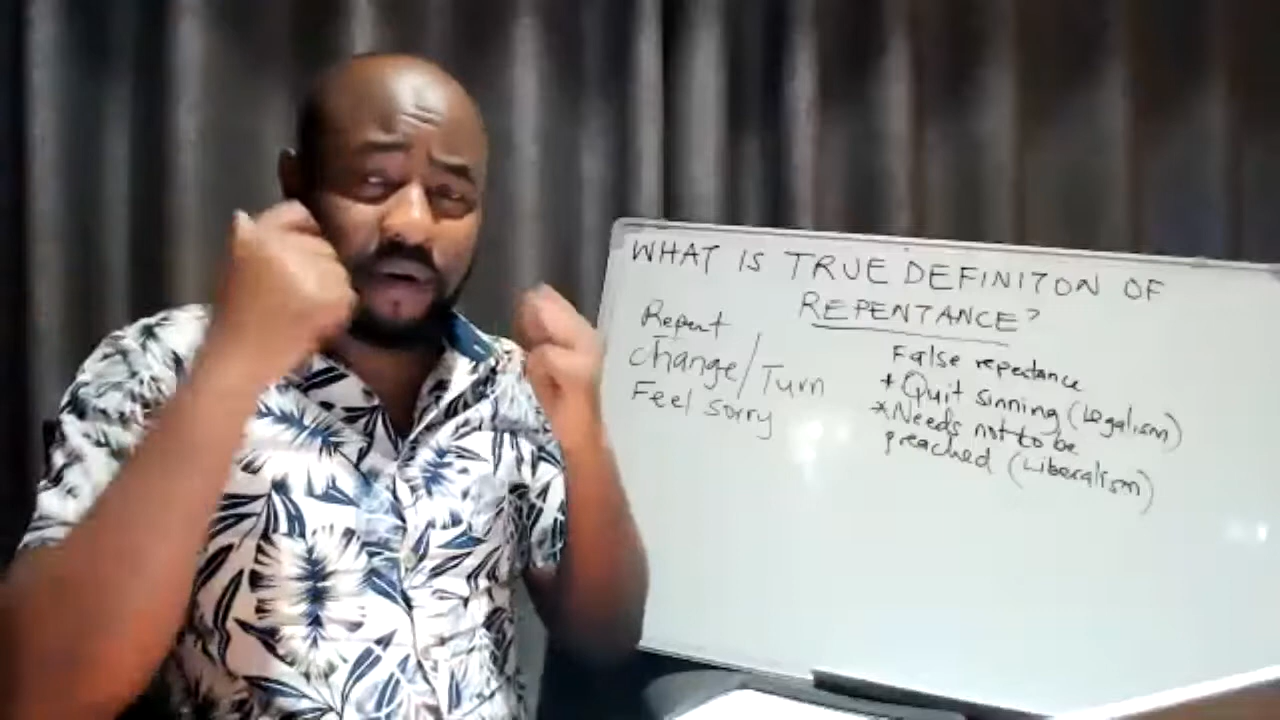 WHAT IS TRUE DEFINITON OF
REPENTANCE?
Repent
change/Turn
Feel sorry
False repentance
* Quit sinning (Legalism)
* Needs not to be
preached (Liberalism)